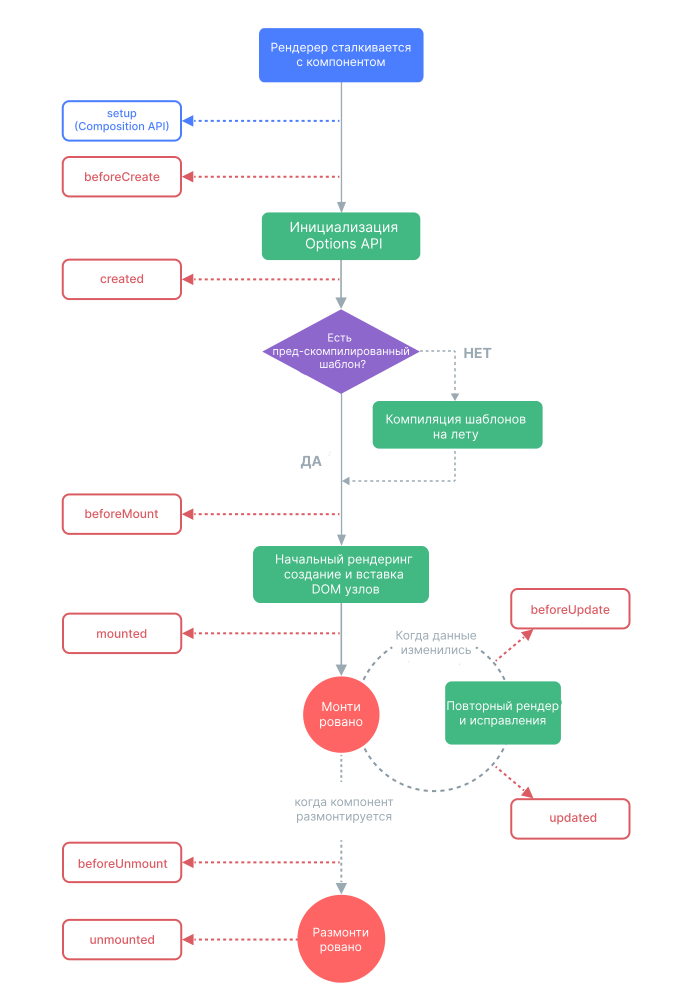 Рендерер сталкивается
с компонентом
setup
(Composition API)
beforeCreate
Инициализация
Options API
created
Есть
пред-скомпилированный
шаблон?
НЕТ
Компиляция шаблонов
на лету
ДА
beforeMount
Начальный рендеринг
создание и вставка
DOM узлов
beforeUpdate
mounted
Когда данные
изменились
Монти
ровано
Повторный рендер
и исправления
когда компонент
размонтируется
updated
beforeUnmount
Размонти
ровано
unmounted